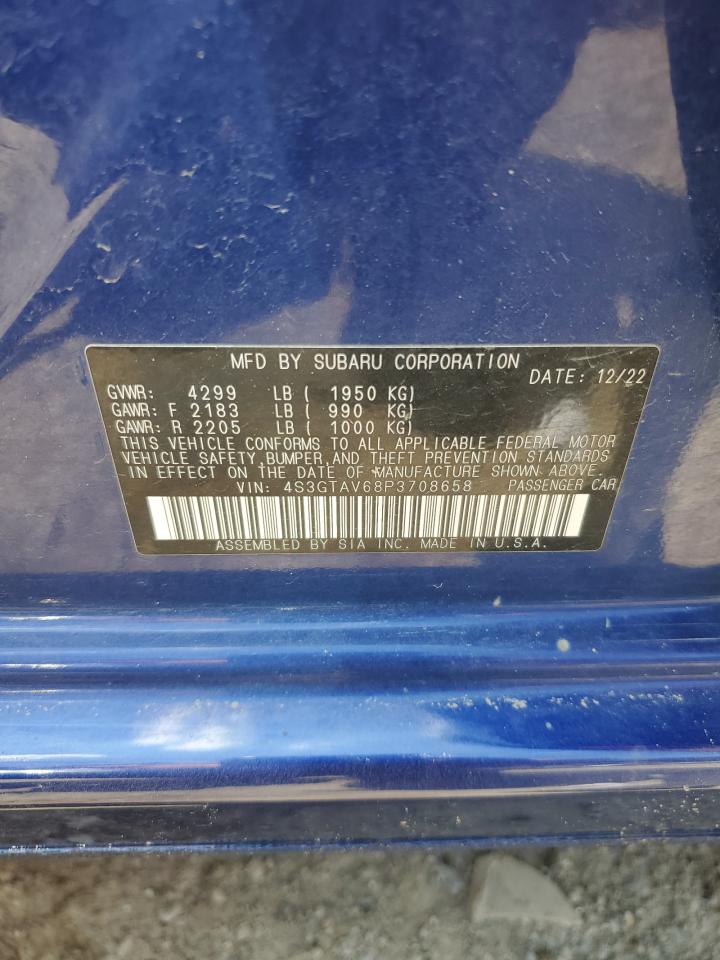 MFD BY SUBARU CORPORATION
DATE: 12/22
GVWR: 4299 LB ( 1950 KG)
GAWR: F 2183 LB ( 990 KG)
GAWR: R 2205 LB ( 1000 KG)
THIS VEHICLE CONFORMS TO ALL APPLICABLE FEDERAL MOTOR
VEHICLE SAFETY, BUMPER, AND THEFT PREVENTION STANDARDS
IN EFFECT ON THE DATE OF MANUFACTURE SHOWN ABOVE.
VIN: 4S3GTAV68P3708658 PASSENGER CAR
ASSEMBLED BY SIA INC. MADE IN U.S.A.